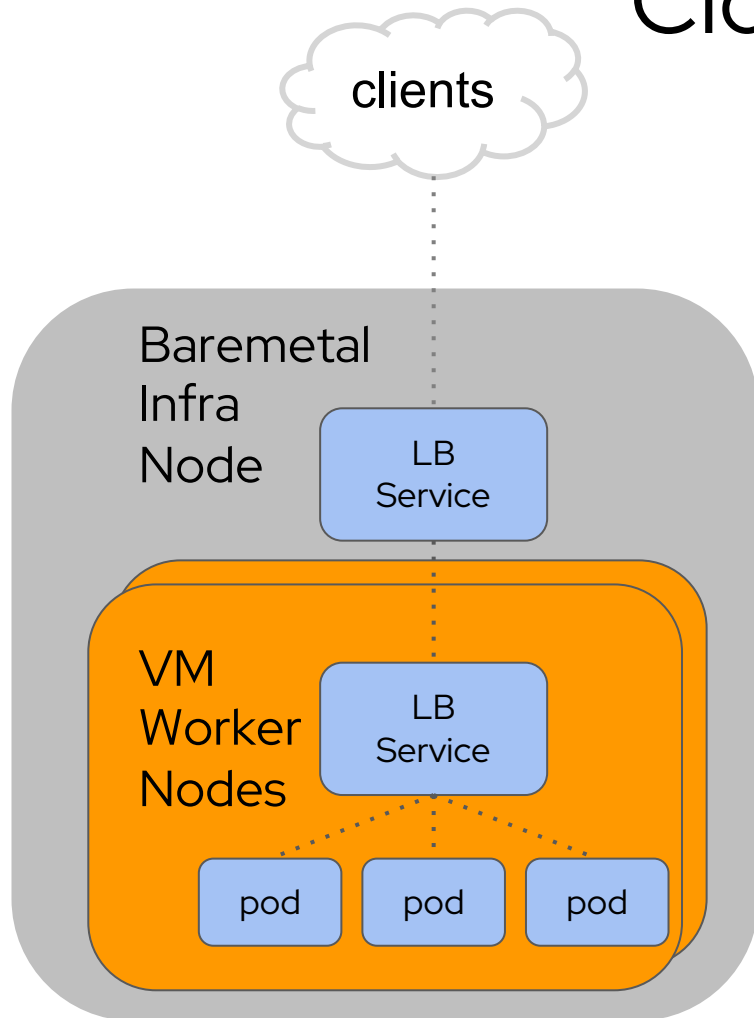 clients
Baremetal
Infra
Node
LB
Service
VM
Worker
Nodes
LB
Service
pod pod pod